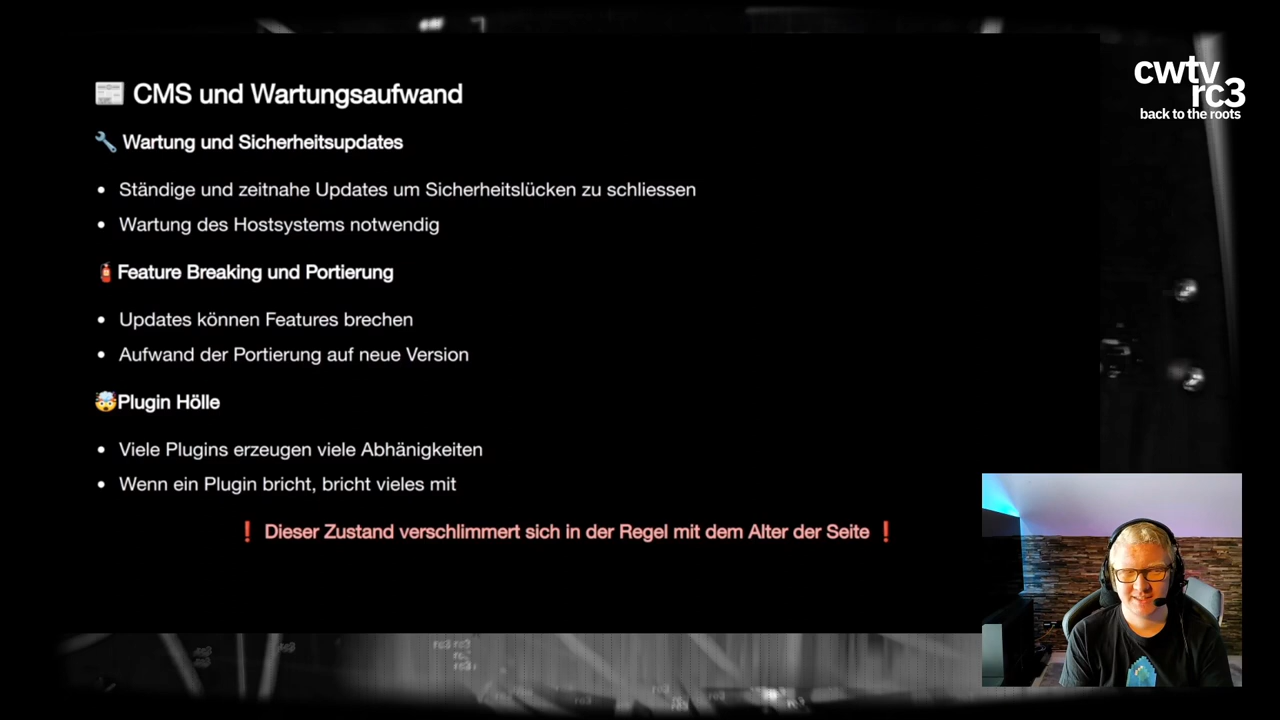 cwtv
rc3
back to the roots
📰 CMS und Wartungsaufwand
🔧 Wartung und Sicherheitsupdates
• Ständige und zeitnahe Updates um Sicherheitslücken zu schliessen
• Wartung des Hostsystems notwendig
🧯Feature Breaking und Portierung
• Updates können Features brechen
• Aufwand der Portierung auf neue Version
🤯Plugin Hölle
• Viele Plugins erzeugen viele Abhänigkeiten
• Wenn ein Plugin bricht, bricht vieles mit
❗ Dieser Zustand verschlimmert sich in der Regel mit dem Alter der Seite ❗
rc3 rc3
rc3